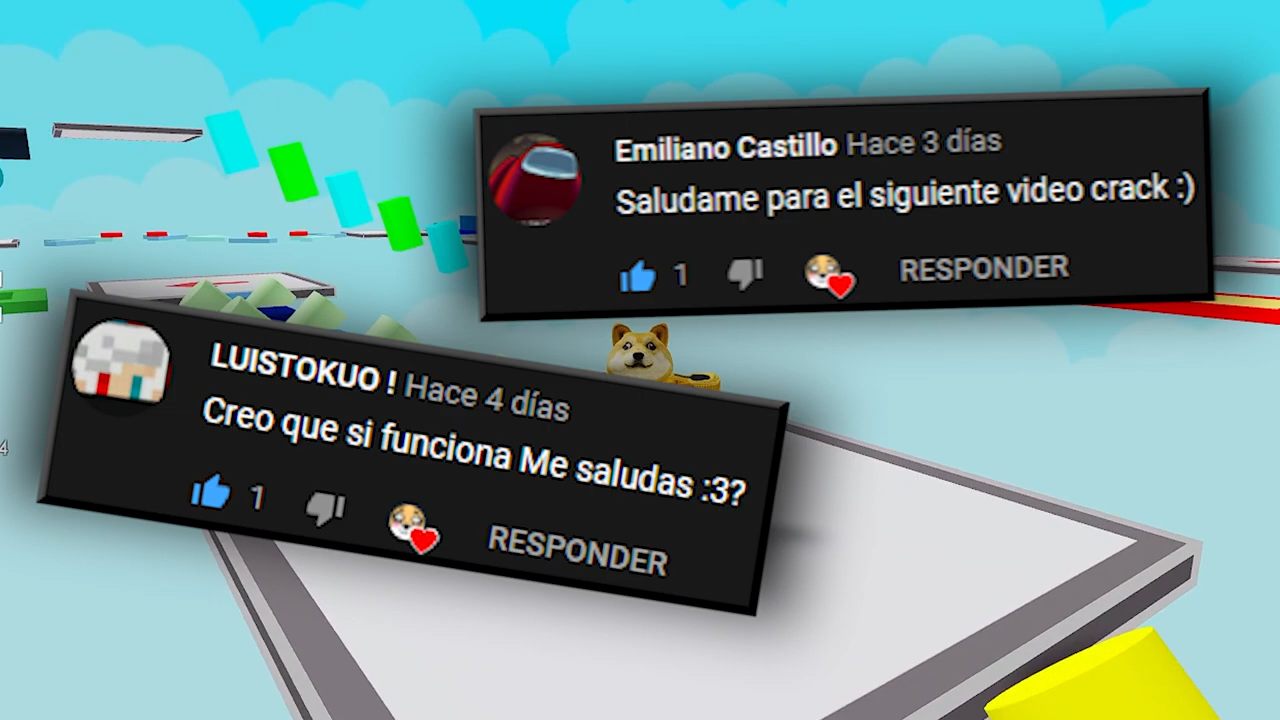 Emiliano Castillo Hace 3 días
Saludame para el siguiente video crack :)
1 RESPONDER
LUISTOKUO ! Hace 4 días
Creo que si funciona Me saludas :3?
1 RESPONDER
4